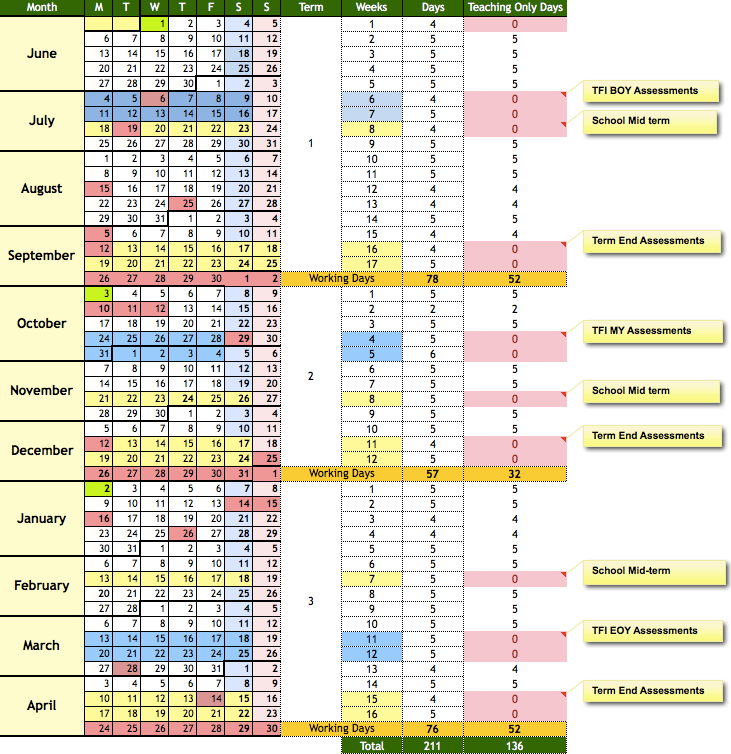 Month M T W T F S S Term Weeks Days Teaching Only Days
1 2 3 4 5 1 4 0
6 7 8 9 10 11 12 2 5 5
June 13 14 15 16 17 18 19 3 5 5
20 21 22 23 24 25 26 4 5 5
27 28 29 30 1 2 3 5 5 5
4 5 6 7 8 9 10 6 4 0 TFI BOY Assessments
July 11 12 13 14 15 16 17 7 5 0
18 19 20 21 22 23 24 8 4 0 School Mid term
25 26 27 28 29 30 31 1 9 5 5
1 2 3 4 5 6 7 10 5 5
8 9 10 11 12 13 14 11 5 5
August 15 16 17 18 19 20 21 12 4 4
22 23 24 25 26 27 28 13 4 4
29 30 31 1 2 3 4 14 5 5
5 6 7 8 9 10 11 15 4 4
September 12 13 14 15 16 17 18 16 4 0 Term End Assessments
19 20 21 22 23 24 25 17 5 0
26 27 28 29 30 1 2 Working Days 78 52
3 4 5 6 7 8 9 1 5 5
10 11 12 13 14 15 16 2 2 2
October 17 18 19 20 21 22 23 3 5 5
24 25 26 27 28 29 30 4 5 0 TFI MY Assessments
31 1 2 3 4 5 6 5 6 0
7 8 9 10 11 12 13 6 5 5
November 14 15 16 17 18 19 20 2 7 5 5
21 22 23 24 25 26 27 8 5 0 School Mid term
28 29 30 1 2 3 4 9 5 5
5 6 7 8 9 10 11 10 5 5
December 12 13 14 15 16 17 18 11 4 0 Term End Assessments
19 20 21 22 23 24 25 12 5 0
26 27 28 29 30 31 1 Working Days 57 32
2 3 4 5 6 7 8 1 5 5
9 10 11 12 13 14 15 2 5 5
January 16 17 18 19 20 21 22 3 4 4
23 24 25 26 27 28 29 4 4 4
30 31 1 2 3 4 5 5 5 5
6 7 8 9 10 11 12 6 5 5
February 13 14 15 16 17 18 19 7 5 0 School Mid-term
20 21 22 23 24 25 26 8 5 5
27 28 1 2 3 4 5 3 9 5 5
6 7 8 9 10 11 12 10 5 5
March 13 14 15 16 17 18 19 11 5 0 TFI EOY Assessments
20 21 22 23 24 25 26 12 5 0
27 28 29 30 31 1 2 13 4 4
3 4 5 6 7 8 9 14 5 5
April 10 11 12 13 14 15 16 15 4 0 Term End Assessments
17 18 19 20 21 22 23 16 5 0
24 25 26 27 28 29 30 Working Days 76 52
Total 211 136